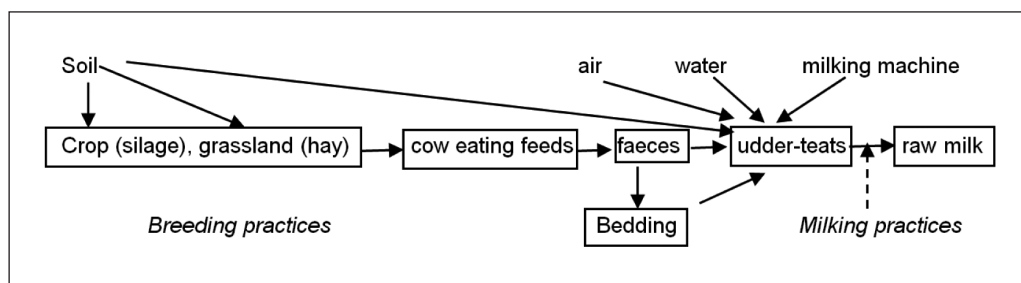 Soil
air
water
milking machine
Crop (silage), grassland (hay)
cow eating feeds
faeces
udder-teats
raw milk
Bedding
Breeding practices
Milking practices